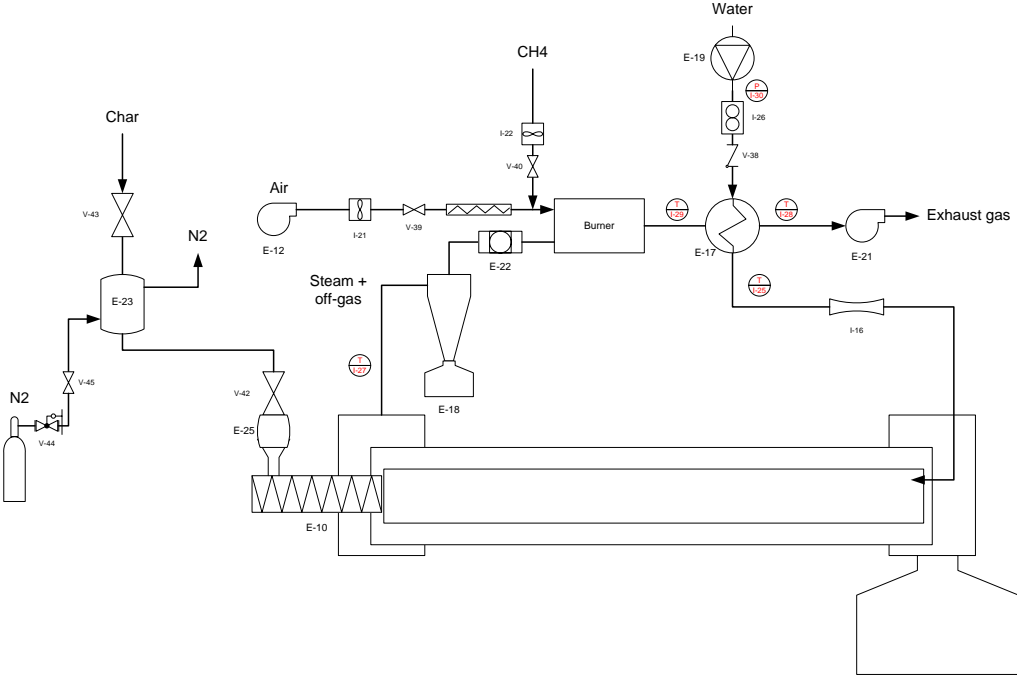 Water
CH4
E-19
P
I-30
I-26
I-22
Char
V-38
V-40
Air
V-43
T
I-29
T
I-28
Exhaust gas
Burner
N2
I-21
V-39
E-12
E-17
E-21
E-22
Steam +
off-gas
T
I-25
E-23
I-16
T
I-27
V-45
V-42
N2
E-18
E-25
V-44
E-10